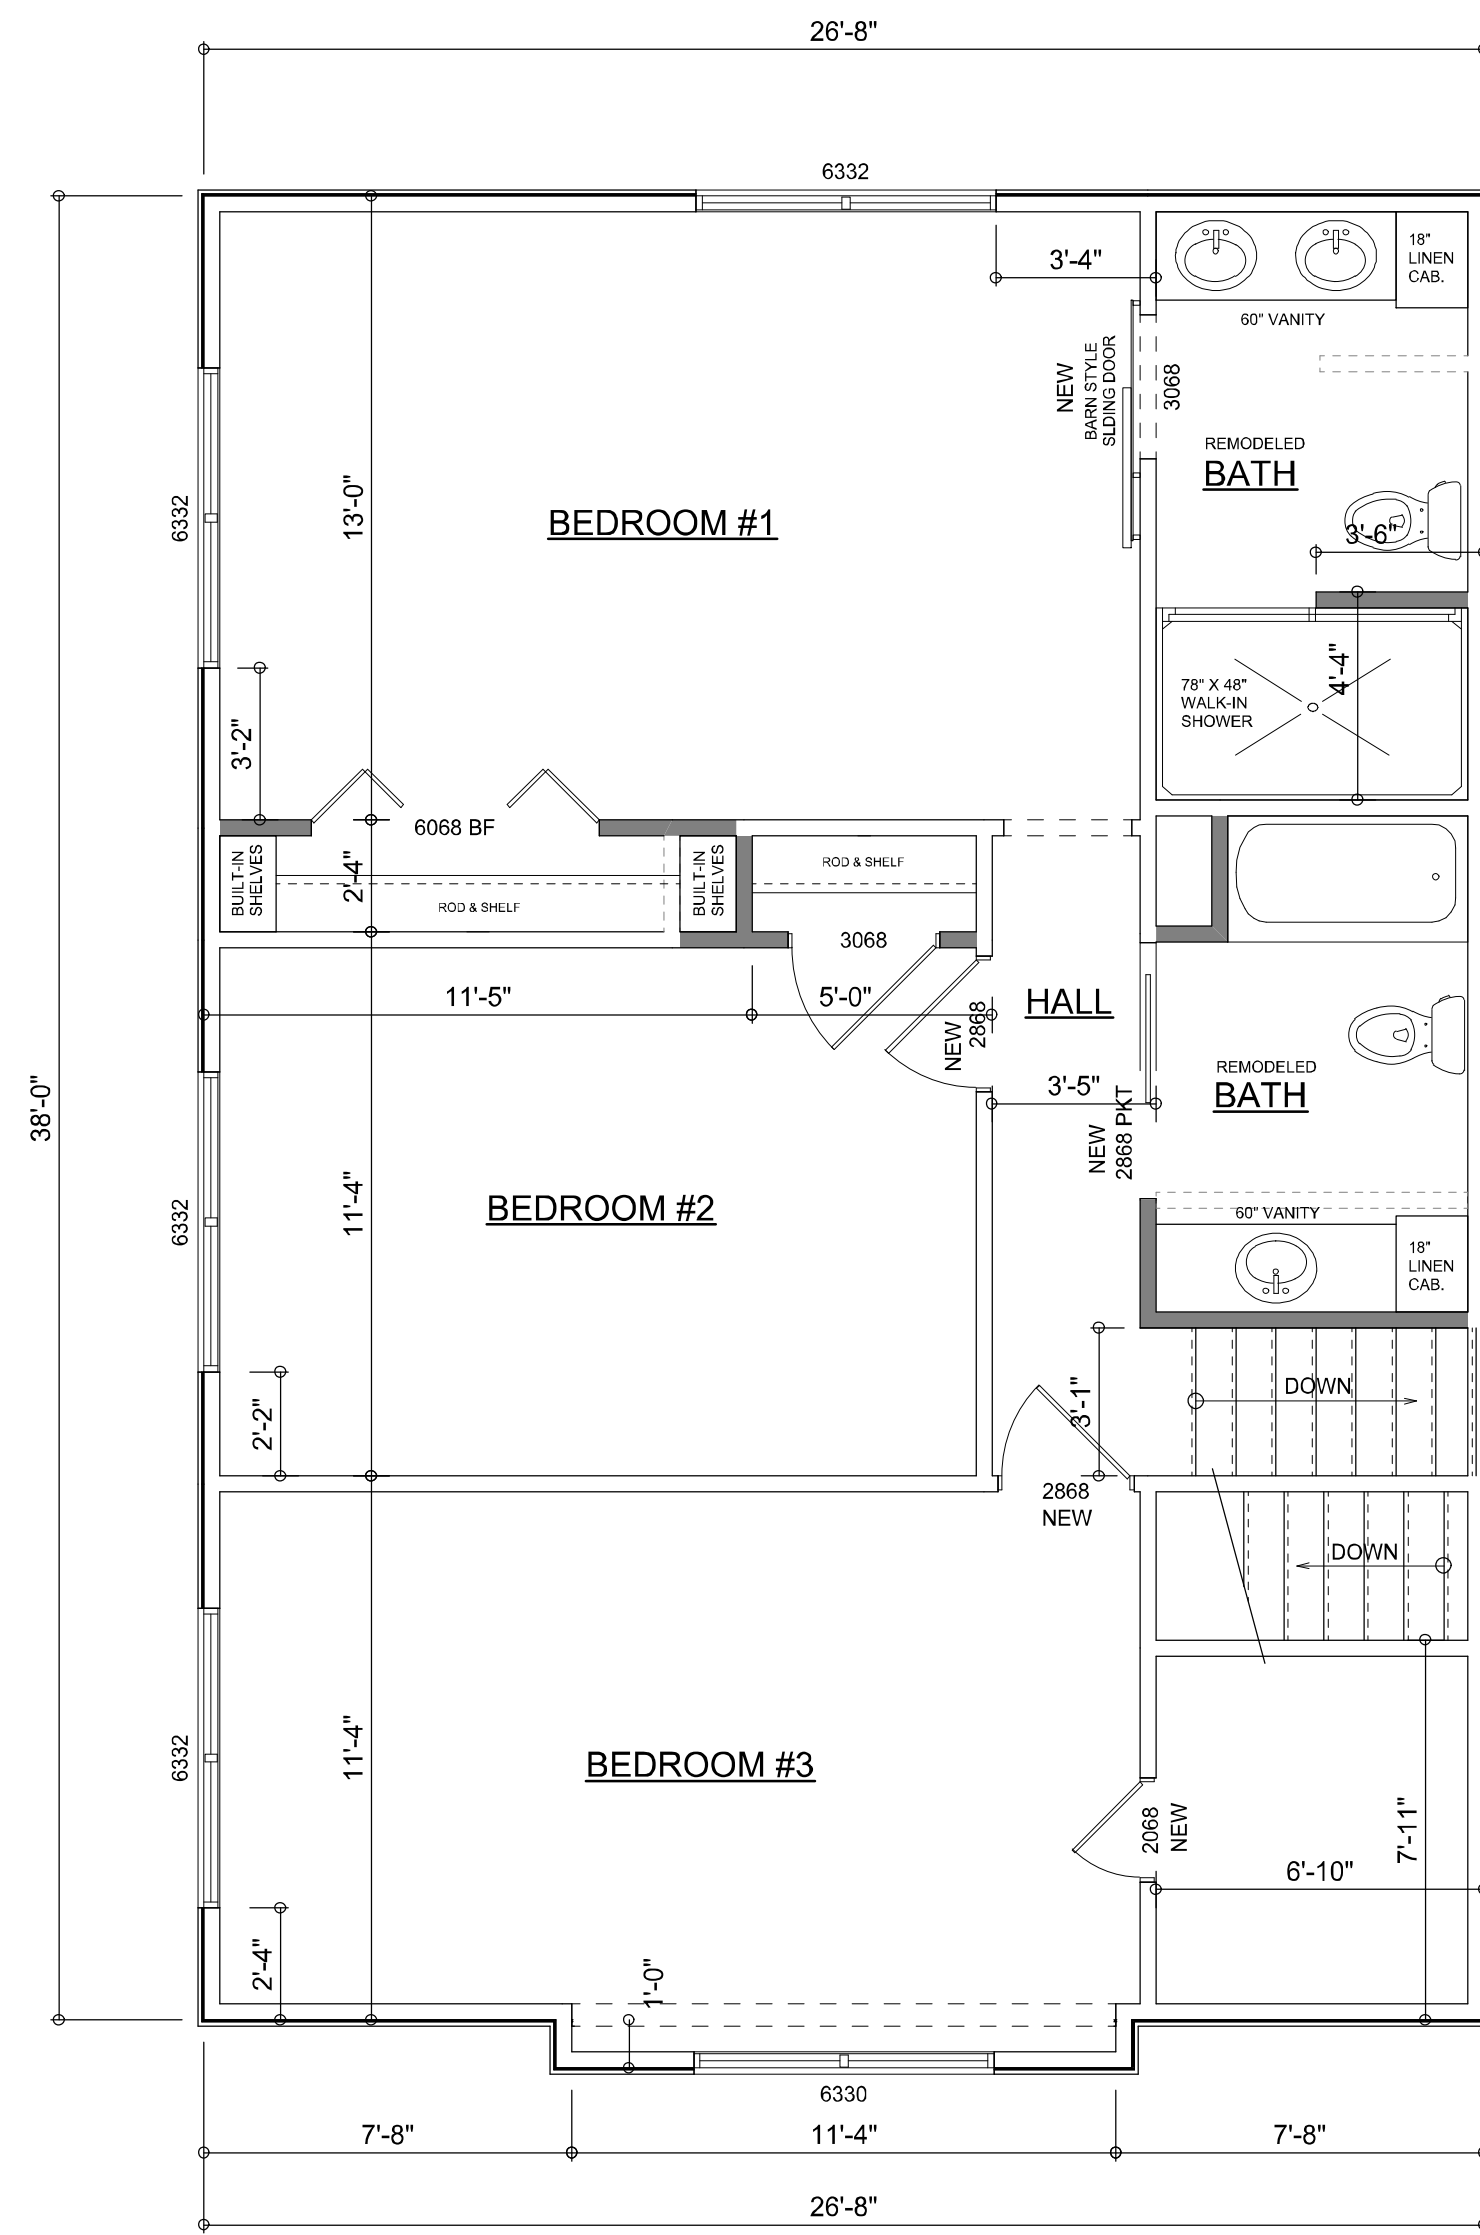 26'-8"
6332
3'-4"
18"
LINEN
CAB.
60" VANITY
NEW
BARN STYLE
SLDING DOOR
3068
REMODELED
BATH
6332
13'-0"
BEDROOM #1
3'-6"
3'-2"
4'-4"
78" X 48"
WALK-IN
SHOWER
6068 BF
BUILT-IN
SHELVES
2'-4"
ROD & SHELF
BUILT-IN
SHELVES
ROD & SHELF
3068
11'-5"
5'-0"
NEW
2868
HALL
3'-5"
NEW
2868 PKT
REMODELED
BATH
38'-0"
6332
11'-4"
BEDROOM #2
60" VANITY
18"
LINEN
CAB.
2'-2"
3'-1"
DOWN
2868
NEW
DOWN
6332
11'-4"
BEDROOM #3
2068
NEW
7'-11"
6'-10"
2'-4"
1'-0"
6330
7'-8"
11'-4"
7'-8"
26'-8"